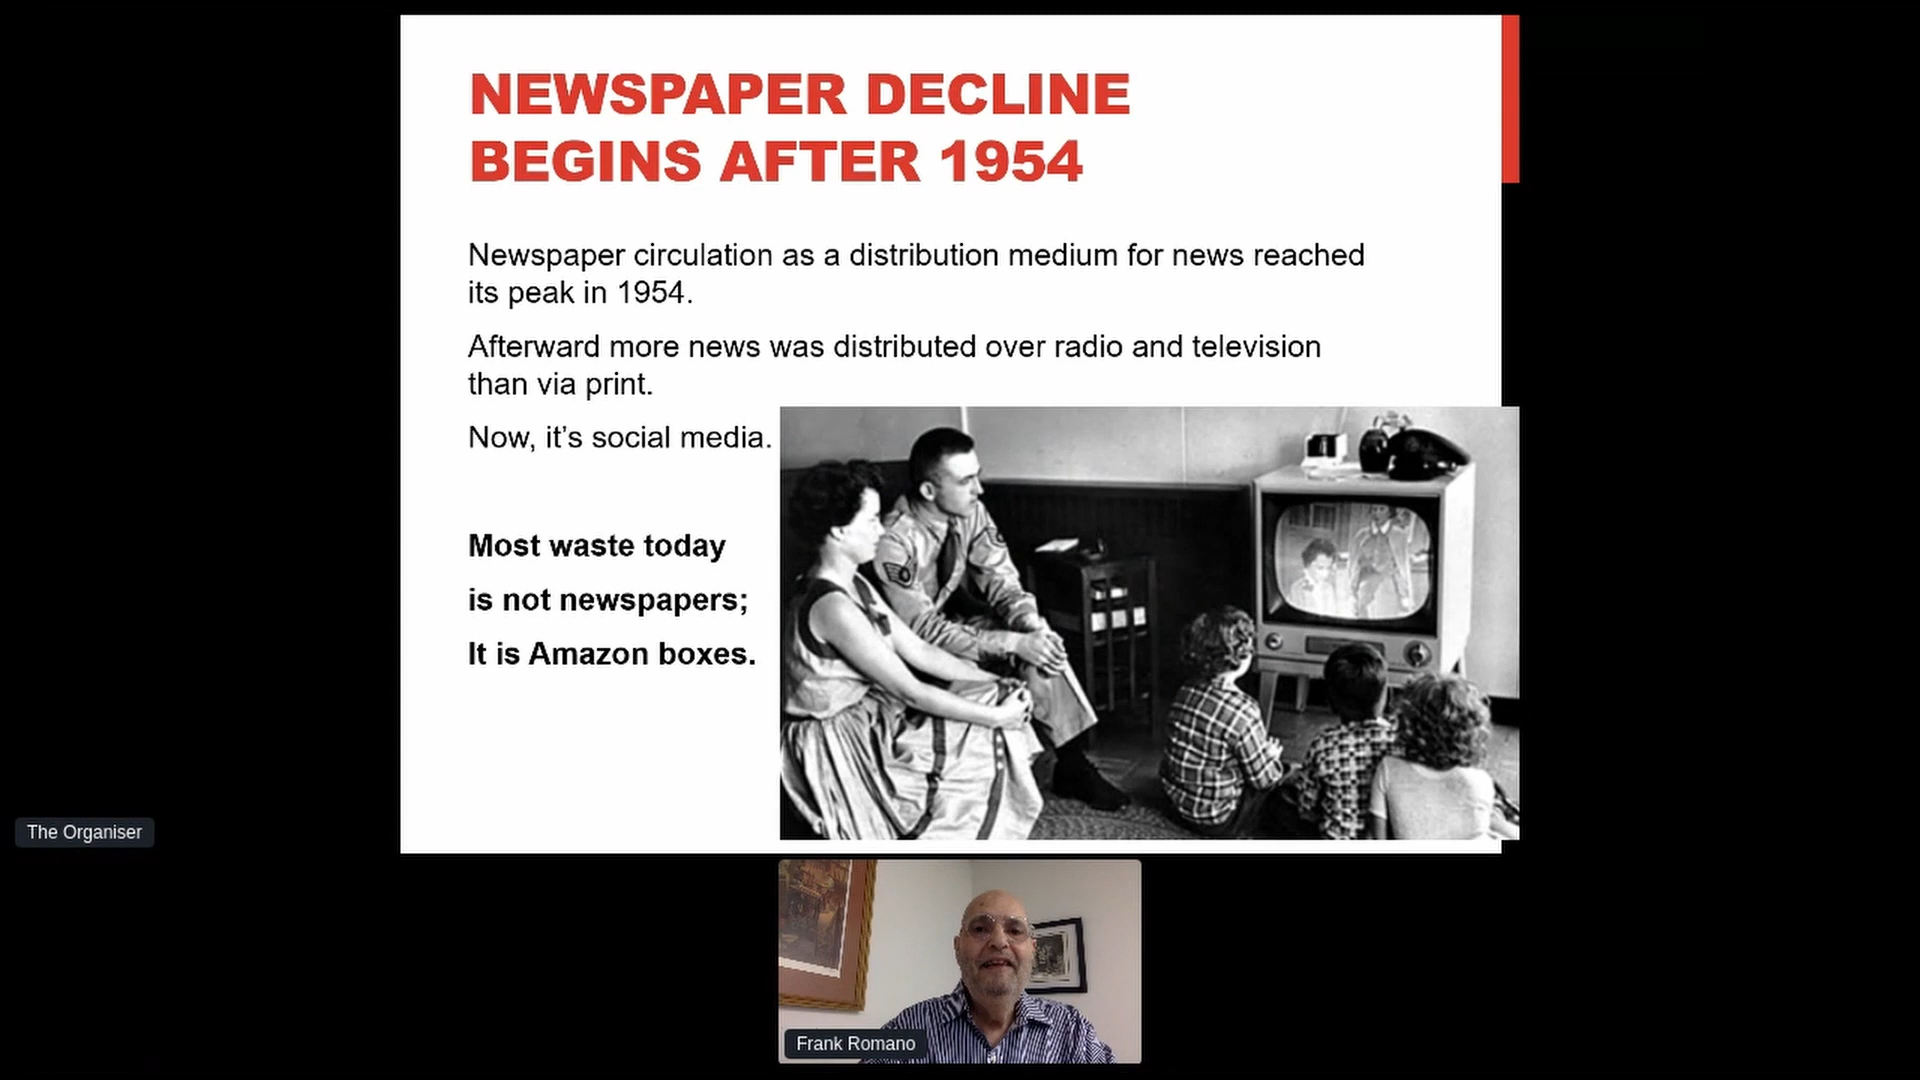 NEWSPAPER DECLINE
BEGINS AFTER 1954
Newspaper circulation as a distribution medium for news reached
its peak in 1954.
Afterward more news was distributed over radio and television
than via print.
Now, it’s social media.
Most waste today
is not newspapers;
It is Amazon boxes.
The Organiser
Frank Romano